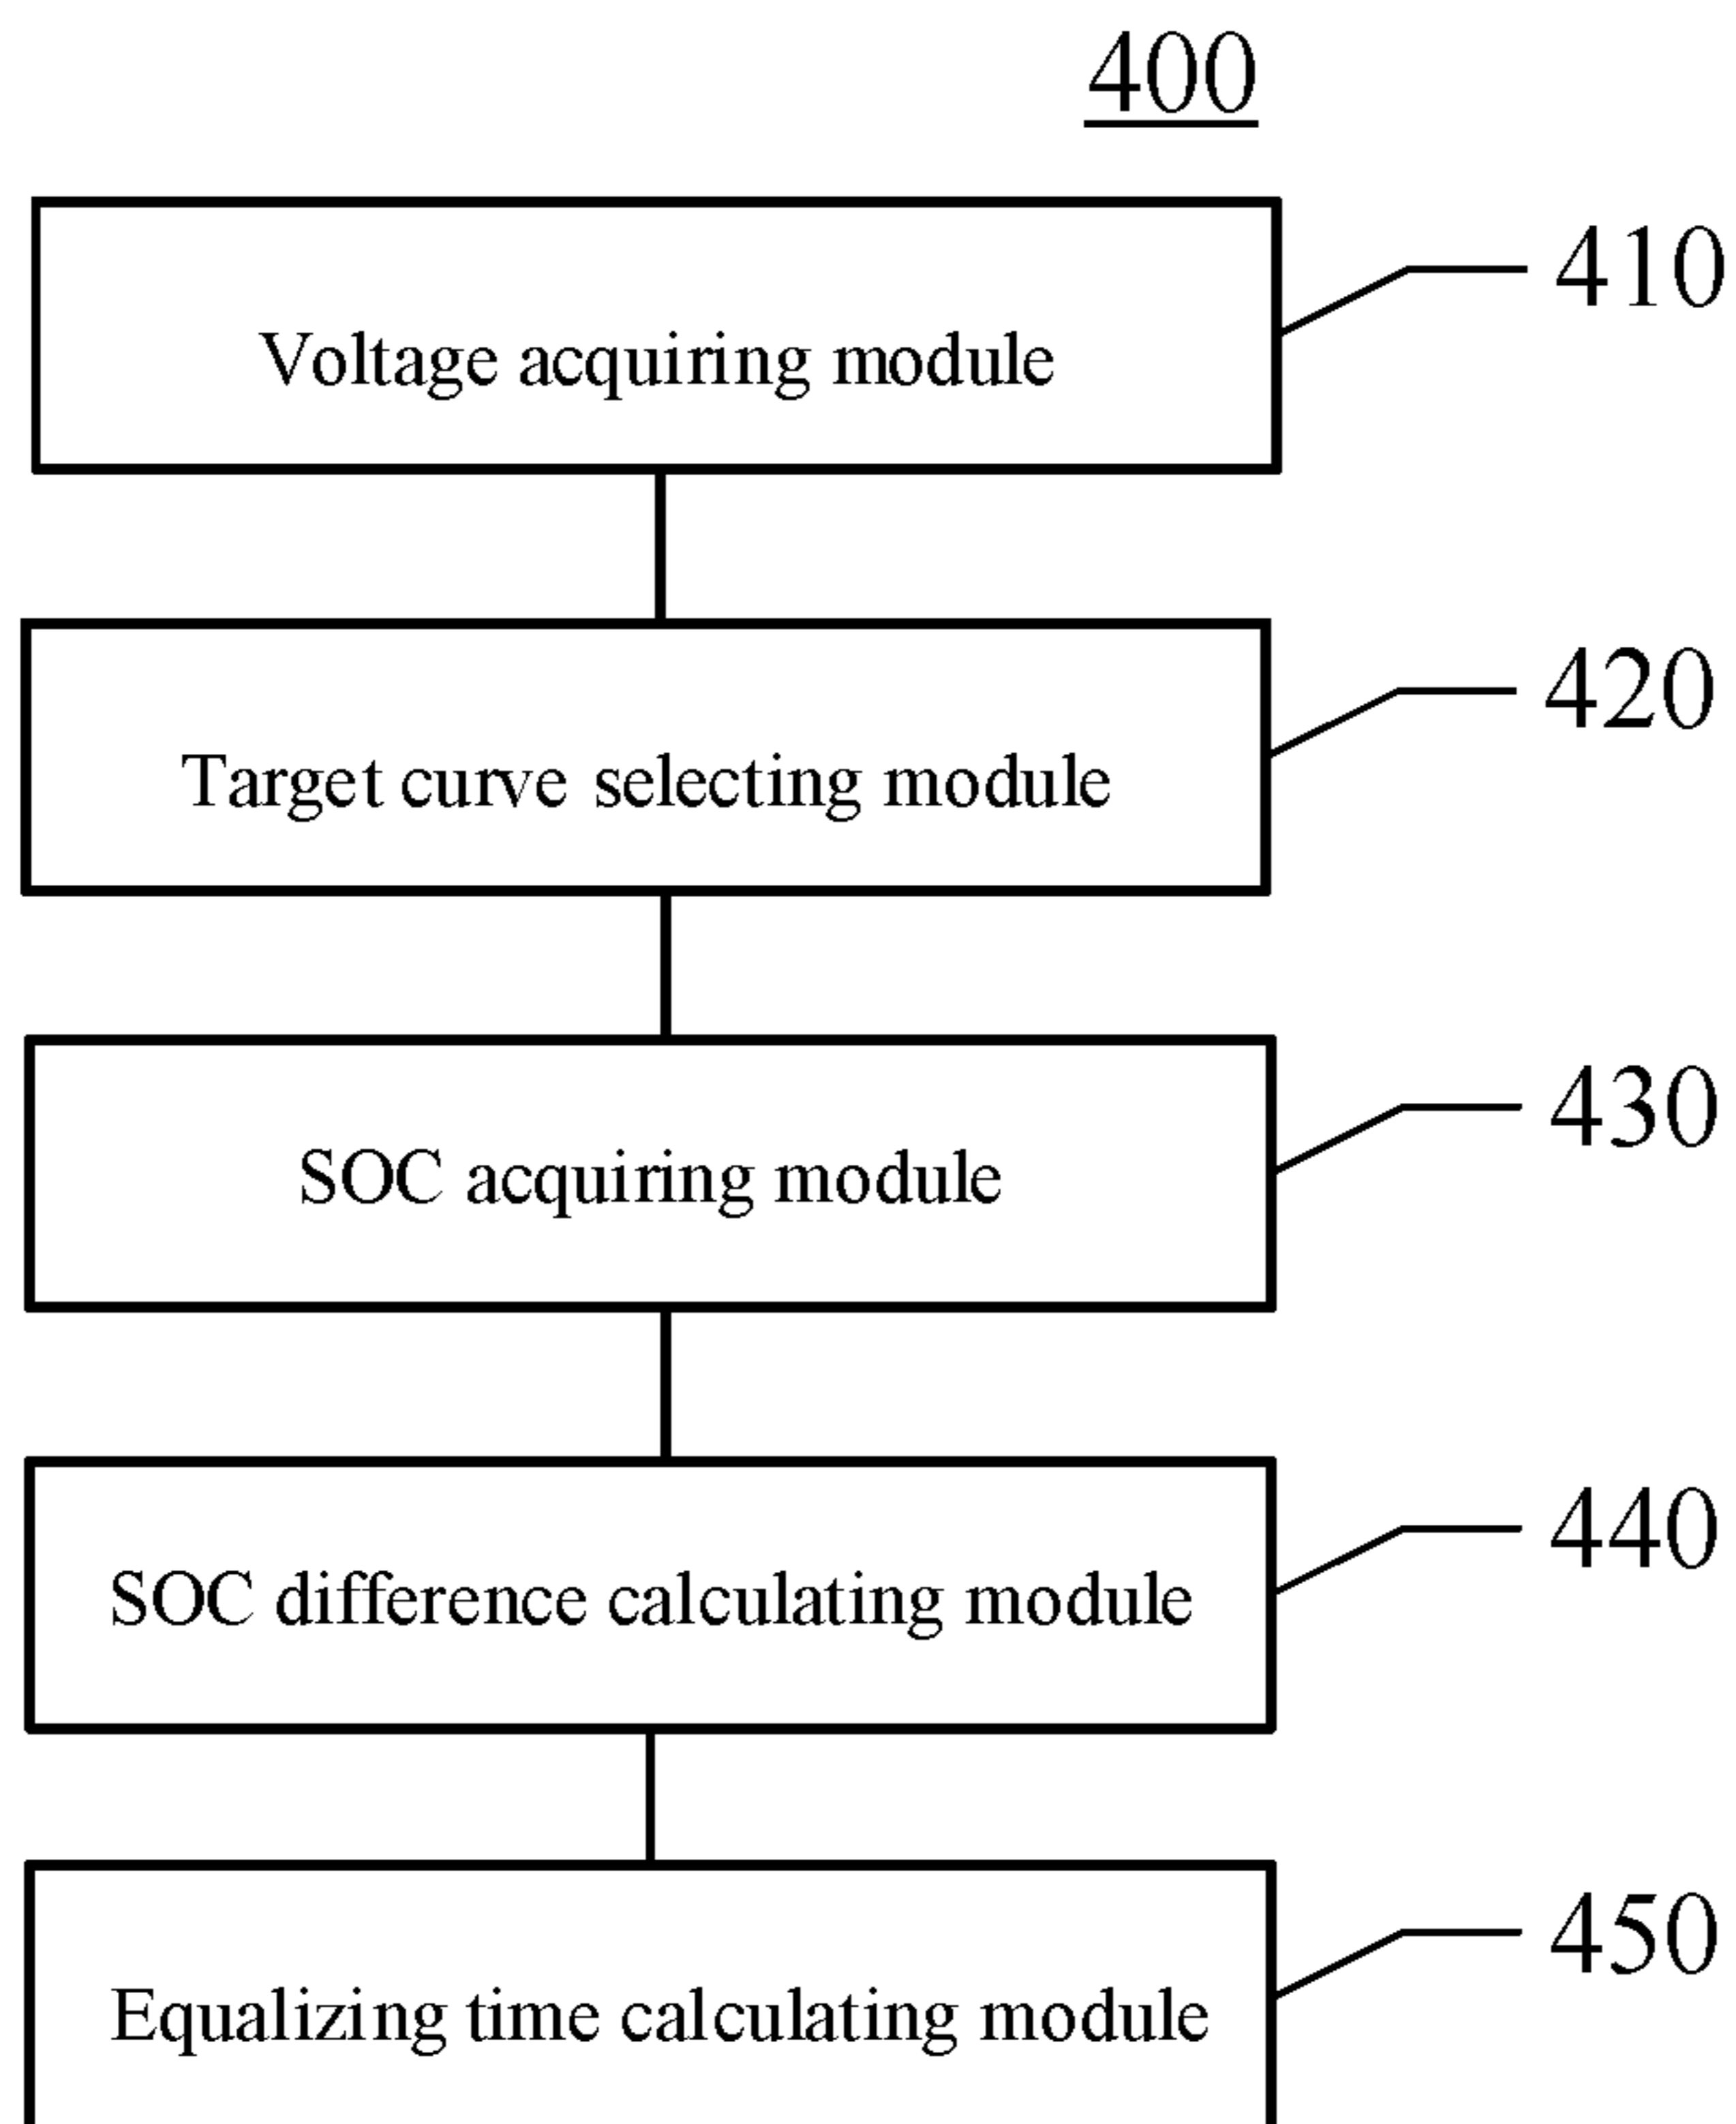 400
Voltage acquiring module
410
Target curve selecting module
420
SOC acquiring module
430
SOC difference calculating module
440
Equalizing time calculating module
450